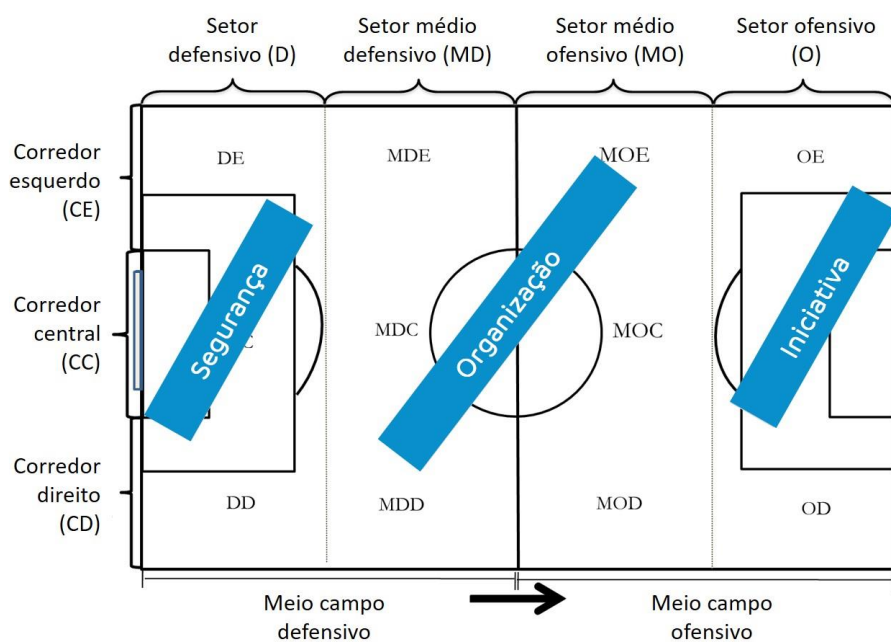 Setor
defensivo (D)
Setor médio
defensivo (MD)
Setor médio
ofensivo (MO)
Setor ofensivo
(O)
Corredor
esquerdo
(CE)
Corredor
central
(CC)
Corredor
direito
(CD)
DE
MDE
MOE
OE
Segurança
MDC
Organização
MOC
Iniciativa
DD
MDD
MOD
OD
Meio campo
defensivo
Meio campo
ofensivo